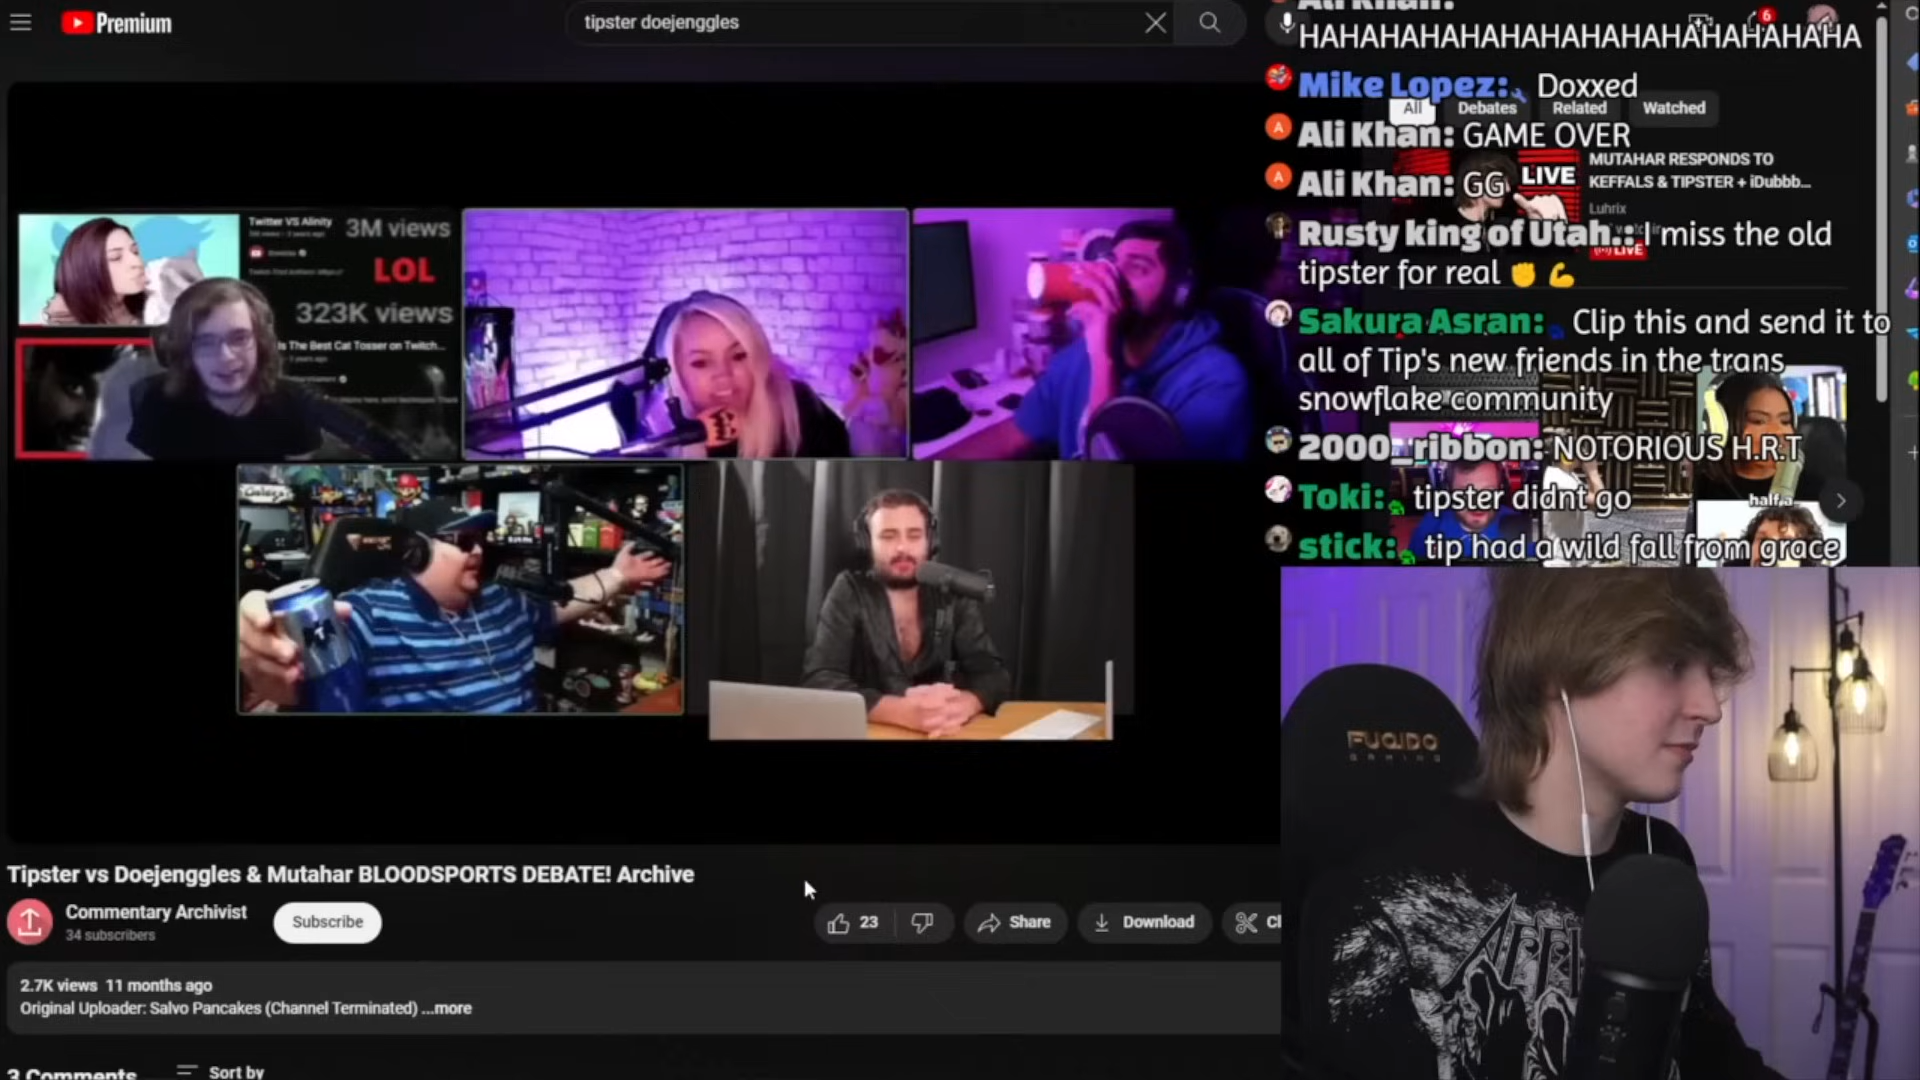 Premium
tipster doejenggles
6
HAHAHAHAHAHAHAHAHAHAHAHAHAHA
Mike Lopez: Doxxed
All
Debates
Related
Watched
Ali Khan: GAME OVER
Ali Khan: GG
LIVE
MUTAHAR RESPONDS TO
KEFFALS & TIPSTER + iDubbb...
Luhrix
LIVE
Rusty king of Utah.: I miss the old
tipster for real ✊ 💪
Sakura Asran: Clip this and send it to
all of Tip's new friends in the trans
snowflake community
2000_ribbon: NOTORIOUS H.R.T
Toki: tipster didnt go
half a
stick: tip had a wild fall from grace
Twitter VS Alinity
3M views
LOL
323K views
Is The Best Cat Tosser on Twitch...
FUQIDO
GAMING
Tipster vs Doejenggles & Mutahar BLOODSPORTS DEBATE! Archive
Commentary Archivist
34 subscribers
Subscribe
23
Share
Download
2.7K views 11 months ago
Original Uploader: Salvo Pancakes (Channel Terminated) ...more
3 Comments
Sort by